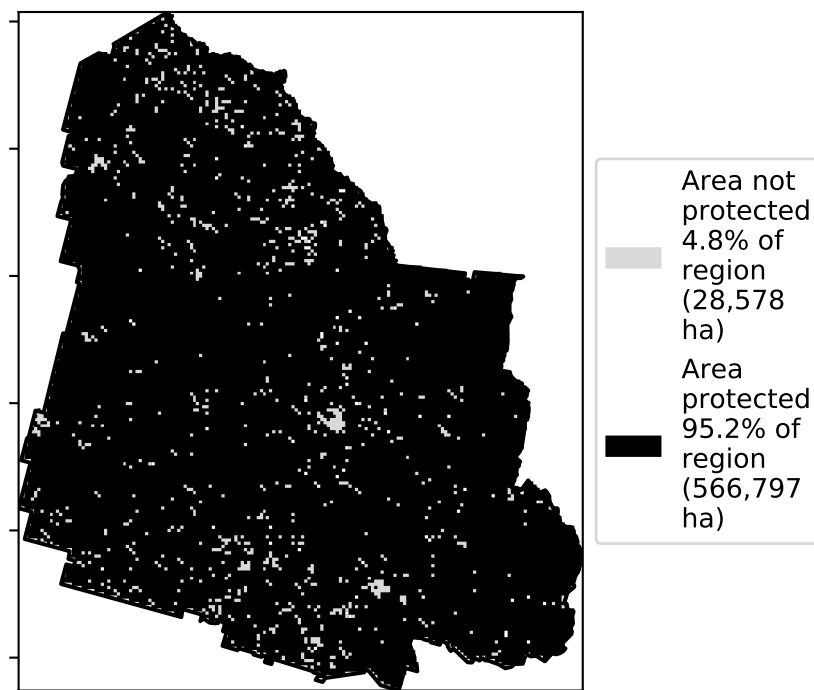 Area not
protected
4.8% of
region
(28,578
ha)
Area
protected
95.2% of
region
(566,797
ha)